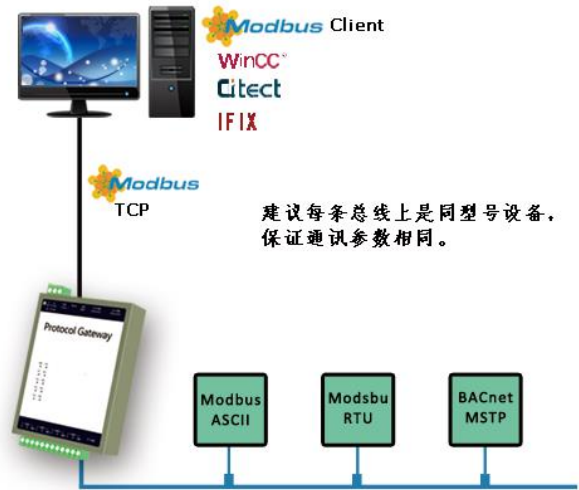 Modbus Client
WinCC
Citect
IFIX
Modbus
TCP
建议每条总线上是同型号设备,
保证通讯参数相同。
Protocol Gateway
Modbus
ASCII
Modsbu
RTU
BACnet
MSTP